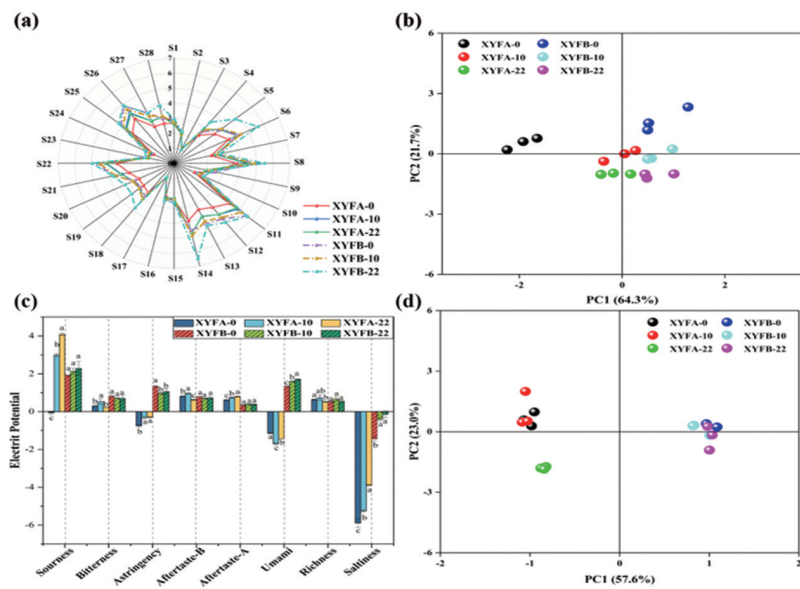 (a)
S1
S2
S3
S4
S5
S6
S7
S8
S9
S10
S11
S12
S13
S14
S15
S16
S17
S18
S19
S20
S21
S22
S23
S24
S25
S26
S27
S28
7
6
5
4
3
2
1
XYFA-0
XYFA-10
XYFA-22
XYFB-0
XYFB-10
XYFB-22
(b)
XYFA-0 XYFB-0
XYFA-10 XYFB-10
XYFA-22 XYFB-22
PC2 (21.7%)
6
3
0
-3
-6
-2 0 2
PC1 (64.3%)
(c)
XYFA-0 XYFA-10 XYFA-22
XYFB-0 XYFB-10 XYFB-22
Electrit Potential
4
2
0
-2
-4
-6
Sourness
Bitterness
Astringency
Aftertaste-B
Aftertaste-A
Umami
Richness
Saltiness
(d)
XYFA-0 XYFB-0
XYFA-10 XYFB-10
XYFA-22 XYFB-22
PC2 (23.0%)
6
3
0
-3
-6
-2 -1 0 1 2
PC1 (57.6%)